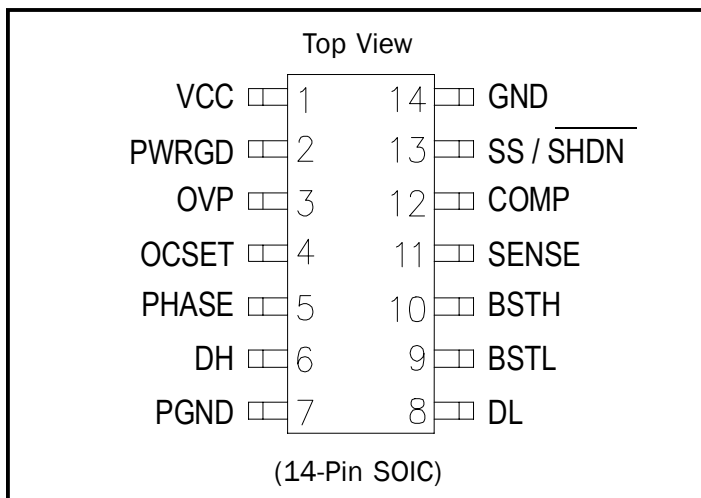 Top View
VCC 1 14 GND
PWRGD 2 13 SS / SHDN
OVP 3 12 COMP
OCSET 4 11 SENSE
PHASE 5 10 BSTH
DH 6 9 BSTL
PGND 7 8 DL
(14-Pin SOIC)